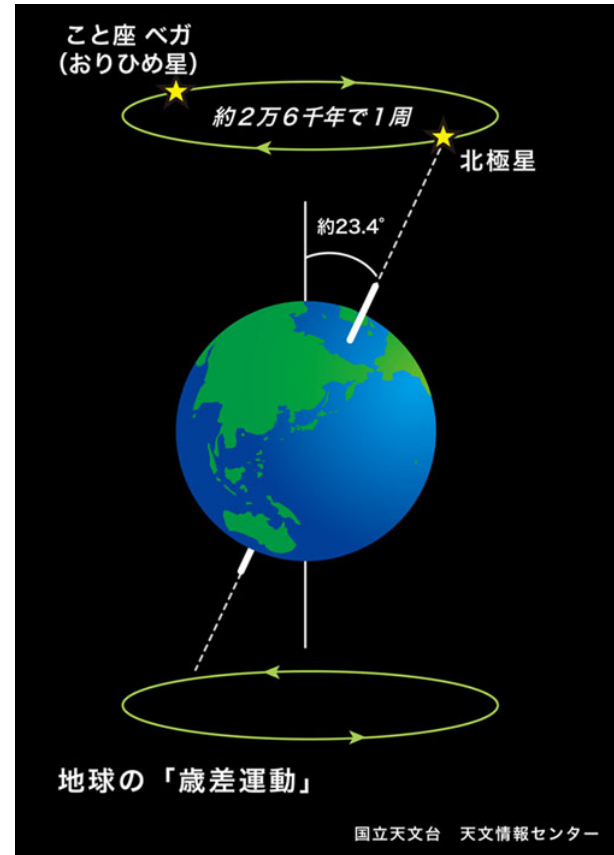 こと座 ベガ
(おりひめ星)
約2万6千年で1周
北極星
約23.4°
地球の「歳差運動」
国立天文台 天文情報センター